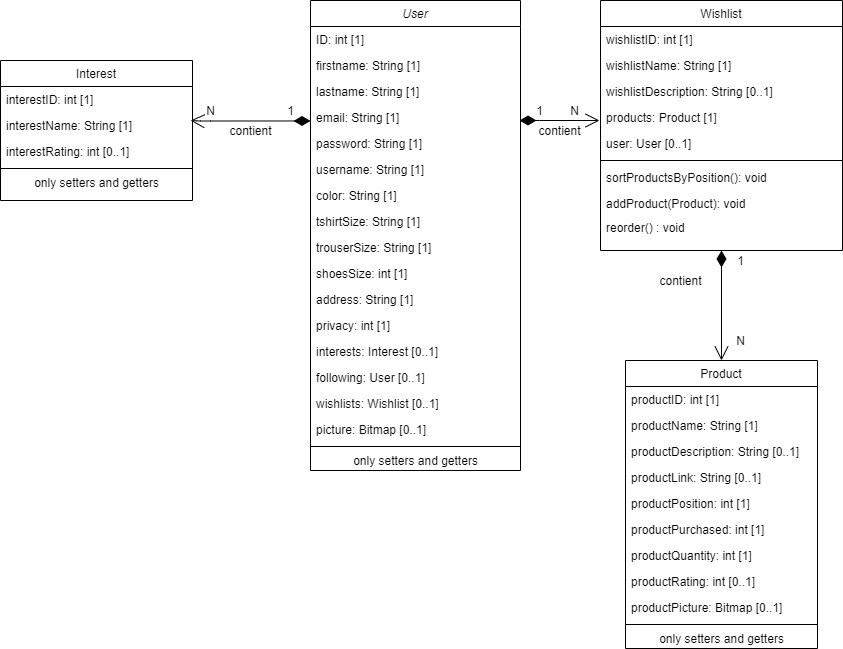 Interest
interestID: int [1]
interestName: String [1]
interestRating: int [0..1]
only setters and getters
N
1
contient
User
ID: int [1]
firstname: String [1]
lastname: String [1]
email: String [1]
password: String [1]
username: String [1]
color: String [1]
tshirtSize: String [1]
trouserSize: String [1]
shoesSize: int [1]
address: String [1]
privacy: int [1]
interests: Interest [0..1]
following: User [0..1]
wishlists: Wishlist [0..1]
picture: Bitmap [0..1]
only setters and getters
1
N
contient
Wishlist
wishlistID: int [1]
wishlistName: String [1]
wishlistDescription: String [0..1]
products: Product [1]
user: User [0..1]
sortProductsByPosition(): void
addProduct(Product): void
reorder() : void
1
contient
N
Product
productID: int [1]
productName: String [1]
productDescription: String [0..1]
productLink: String [0..1]
productPosition: int [1]
productPurchased: int [1]
productQuantity: int [1]
productRating: int [0..1]
productPicture: Bitmap [0..1]
only setters and getters